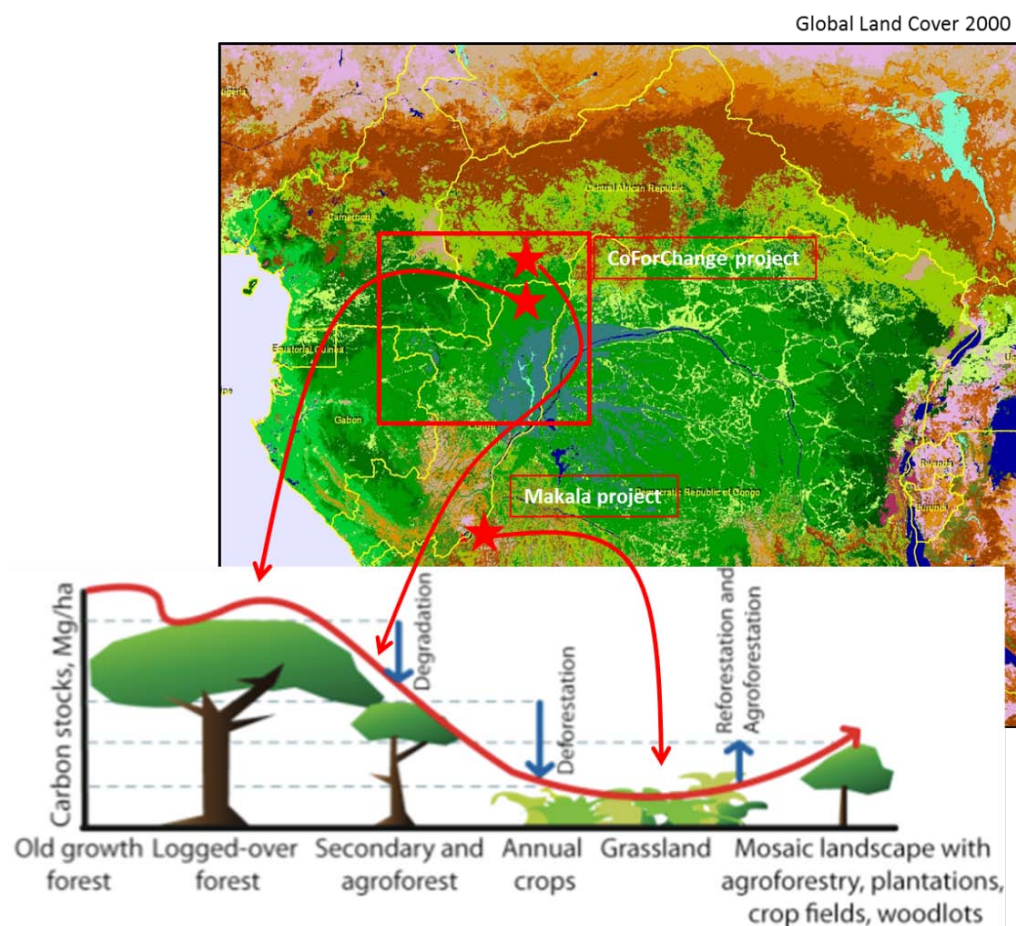 Global Land Cover 2000
Central African Republic
Cameroon
CoForChange project
Equatorial Guinea
Gabon
Congo
Makala project
Democratic Republic of Congo
Rwanda
Burundi
Carbon stocks, Mg/ha
Degradation
Deforestation
Reforestation and
Agroforestation
Old growth
forest
Logged-over
forest
Secondary and
agroforest
Annual
crops
Grassland
Mosaic landscape with
agroforestry, plantations,
crop fields, woodlots